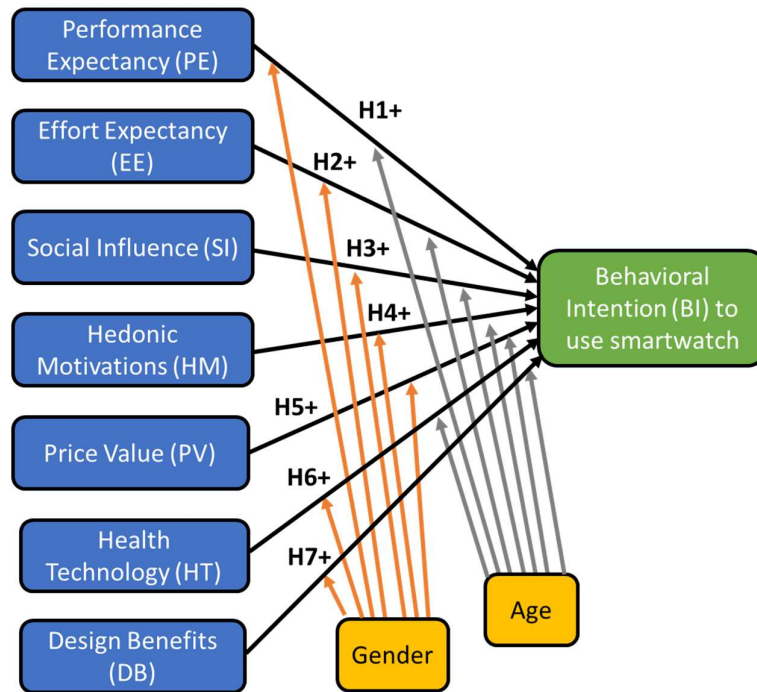 Performance
Expectancy (PE)
H1+
Effort Expectancy
(EE)
H2+
Social Influence (SI)
H3+
Behavioral
Intention (BI) to
use smartwatch
Hedonic
Motivations (HM)
H4+
Price Value (PV)
H5+
H6+
Health
Technology (HT)
H7+
Age
Design Benefits
(DB)
Gender